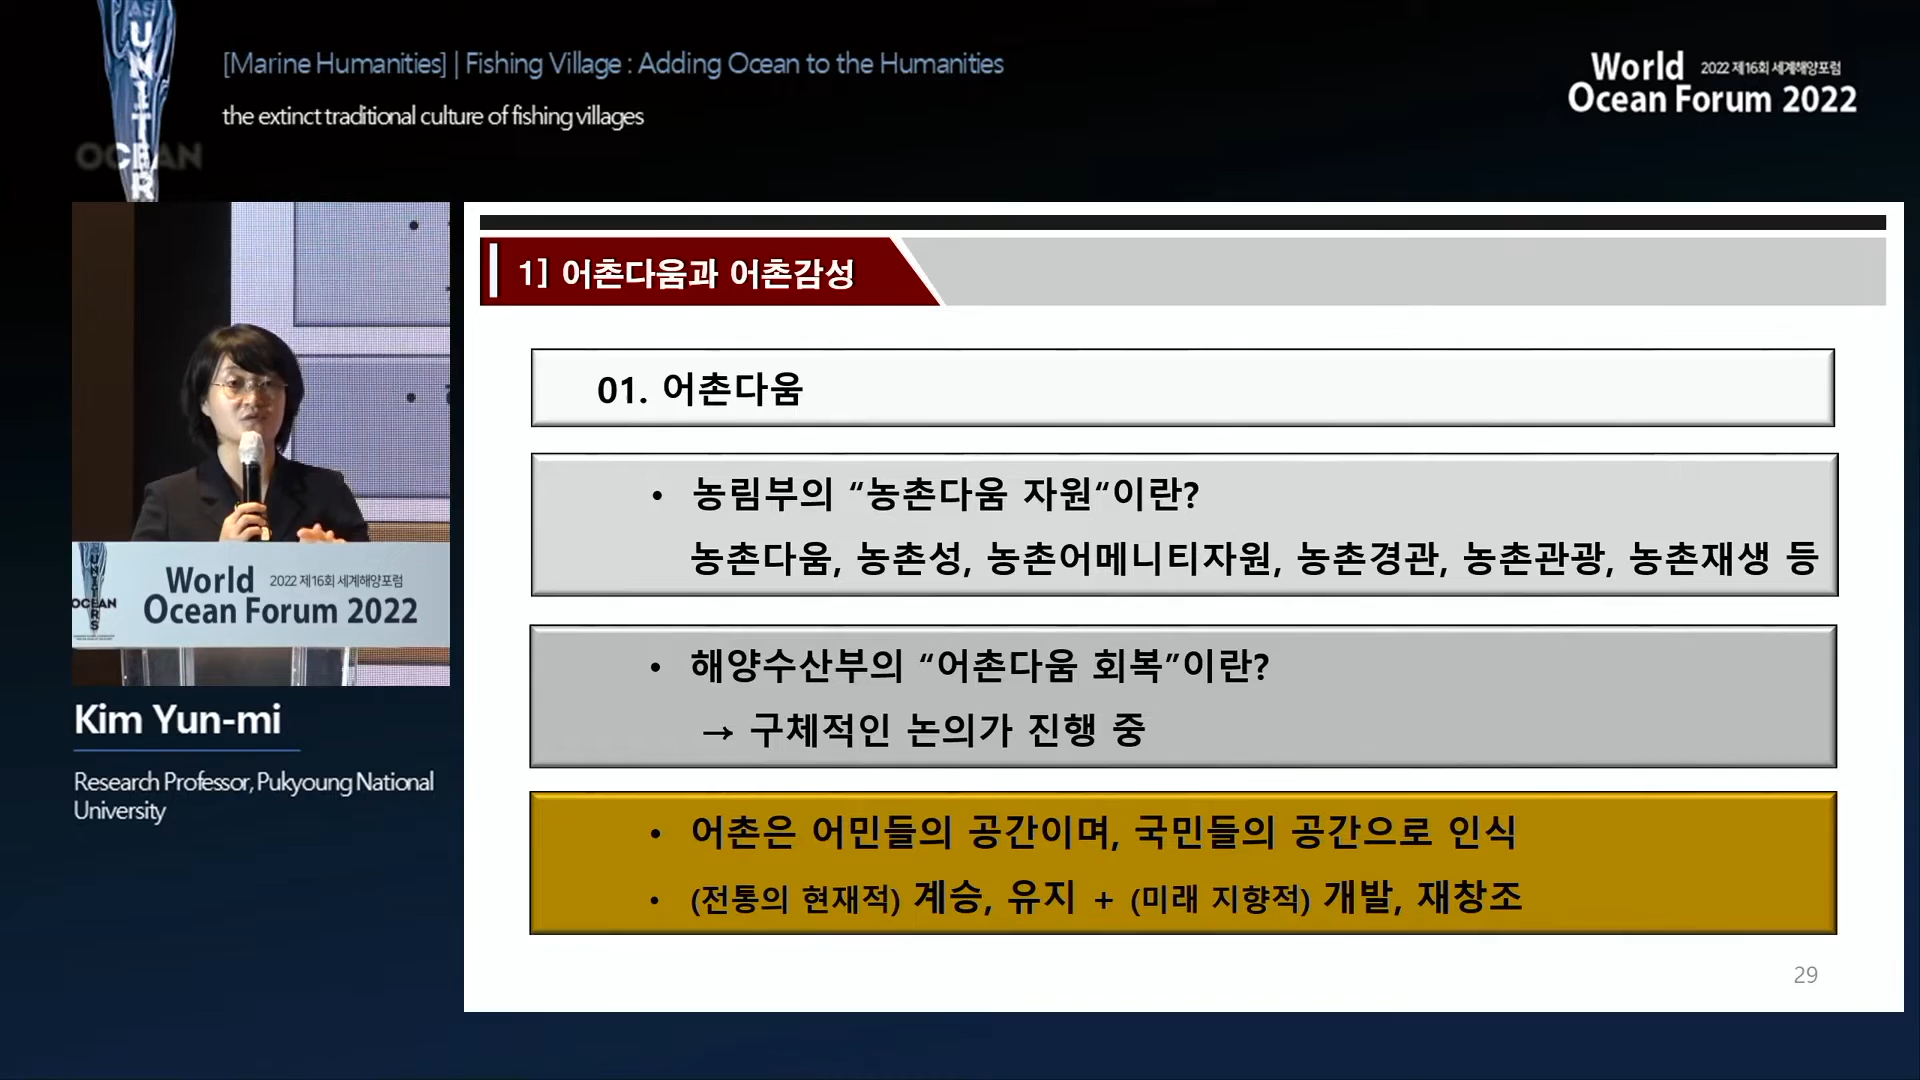 AS
UNITER
OCEAN
[Marine Humanities] | Fishing Village : Adding Ocean to the Humanities
the extinct traditional culture of fishing villages
World 2022 제16회 세계해양포럼
Ocean Forum 2022
1] 어촌다움과 어촌감성
01. 어촌다움
• 농림부의 “농촌다움 자원“이란?
농촌다움, 농촌성, 농촌어메니티자원, 농촌경관, 농촌관광, 농촌재생 등
• 해양수산부의 “어촌다움 회복”이란?
→ 구체적인 논의가 진행 중
• 어촌은 어민들의 공간이며, 국민들의 공간으로 인식
• (전통의 현재적) 계승, 유지 + (미래 지향적) 개발, 재창조
29
UNITERS
OCEAN
World 2022 제16회 세계해양포럼
Ocean Forum 2022
Kim Yun-mi
Research Professor, Pukyoung National
University